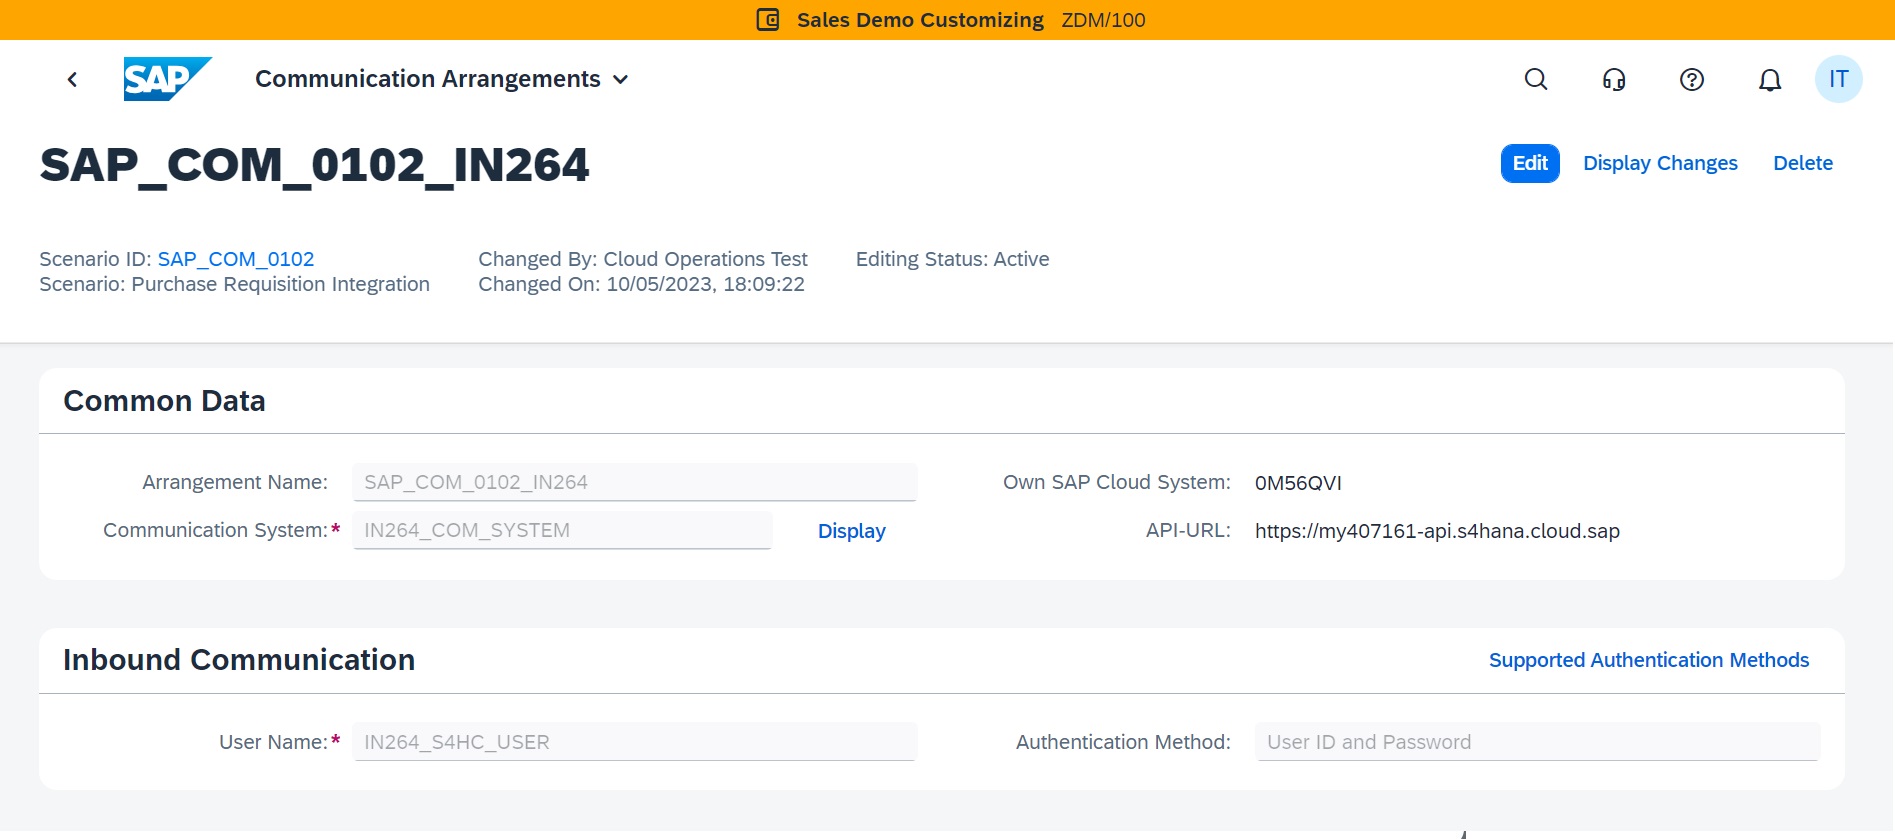 Sales Demo Customizing ZDM/100
SAP Communication Arrangements IT
SAP_COM_0102_IN264
Edit Display Changes Delete
Scenario ID: SAP_COM_0102 Changed By: Cloud Operations Test Editing Status: Active
Scenario: Purchase Requisition Integration Changed On: 10/05/2023, 18:09:22
Common Data
Arrangement Name: SAP_COM_0102_IN264 Own SAP Cloud System: 0M56QVI
Communication System:* IN264_COM_SYSTEM Display API-URL: https://my407161-api.s4hana.cloud.sap
Inbound Communication Supported Authentication Methods
User Name:* IN264_S4HC_USER Authentication Method: User ID and Password